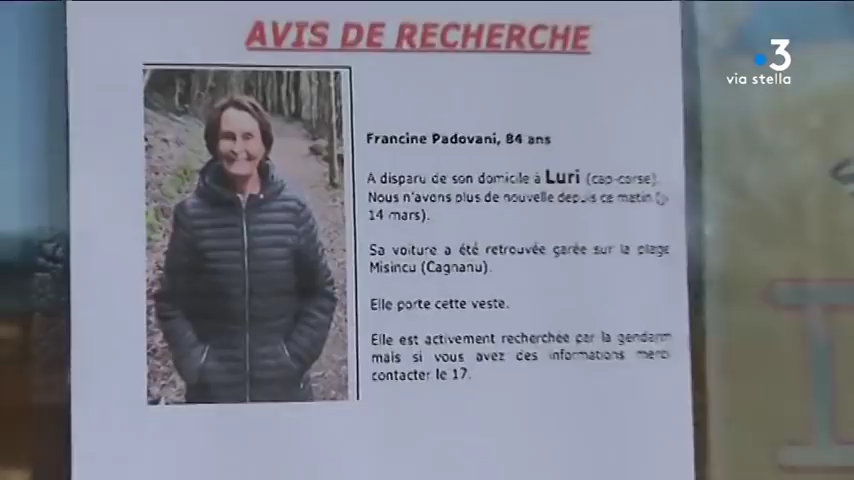 AVIS DE RECHERCHE
3
via stella
Francine Padovani, 84 ans
A disparu de son domicile à Luri (cap-corse).
Nous n'avons plus de nouvelle depuis ce matin
14 mars).
Sa voiture a été retrouvée garée sur la plage
Misincu (Cagnanu).
Elle porte cette veste.
Elle est activement recherchée par la gendarm
mais si vous avez des informations merci
contacter le 17.